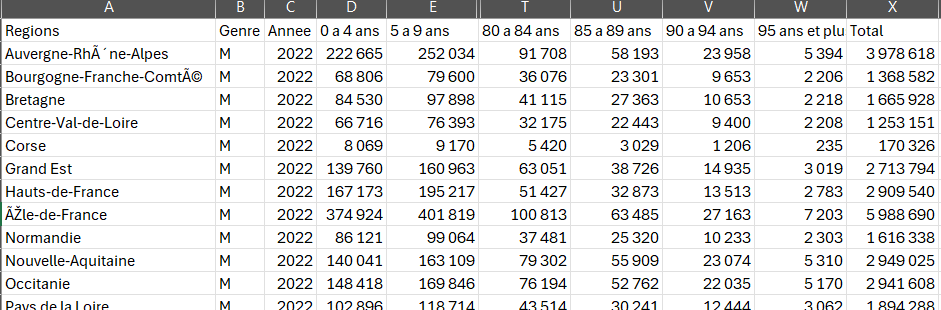 A B C D E T U V W X
Regions Genre Annee 0 a 4 ans 5 a 9 ans 80 a 84 ans 85 a 89 ans 90 a 94 ans 95 ans et plu Total
Auvergne-RhÃ´ne-Alpes M 2022 222 665 252 034 91 708 58 193 23 958 5 394 3 978 618
Bourgogne-Franche-ComtÃ© M 2022 68 806 79 600 36 076 23 301 9 653 2 206 1 368 582
Bretagne M 2022 84 530 97 898 41 115 27 363 10 653 2 218 1 665 928
Centre-Val-de-Loire M 2022 66 716 76 393 32 175 22 443 9 400 2 208 1 253 151
Corse M 2022 8 069 9 170 5 420 3 029 1 206 235 170 326
Grand Est M 2022 139 760 160 963 63 051 38 726 14 935 3 019 2 713 794
Hauts-de-France M 2022 167 173 195 217 51 427 32 873 13 513 2 783 2 909 540
ÃŽle-de-France M 2022 374 924 401 819 100 813 63 485 27 163 7 203 5 988 690
Normandie M 2022 86 121 99 064 37 481 25 320 10 233 2 303 1 616 338
Nouvelle-Aquitaine M 2022 140 041 163 109 79 302 55 909 23 074 5 310 2 949 025
Occitanie M 2022 148 418 169 846 76 194 52 762 22 035 5 170 2 941 608
Pays de la Loire M 2022 102 896 118 714 43 514 30 241 12 444 3 062 1 894 288